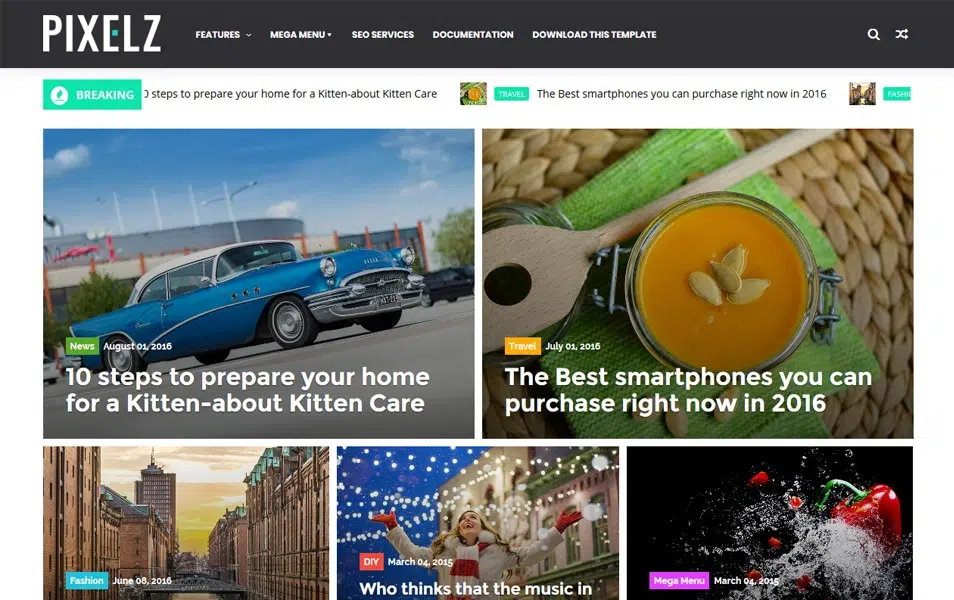 PIXELZ
FEATURES
MEGA MENU
SEO SERVICES
DOCUMENTATION
DOWNLOAD THIS TEMPLATE
BREAKING
steps to prepare your home for a Kitten-about Kitten Care
TRAVEL
The Best smartphones you can purchase right now in 2016
News
August 01, 2016
10 steps to prepare your home
for a Kitten-about Kitten Care
Travel
July 01, 2016
The Best smartphones you can
purchase right now in 2016
Fashion
June 08, 2016
DIY
March 04, 2015
Who thinks that the music in
Mega Menu
March 04, 2015